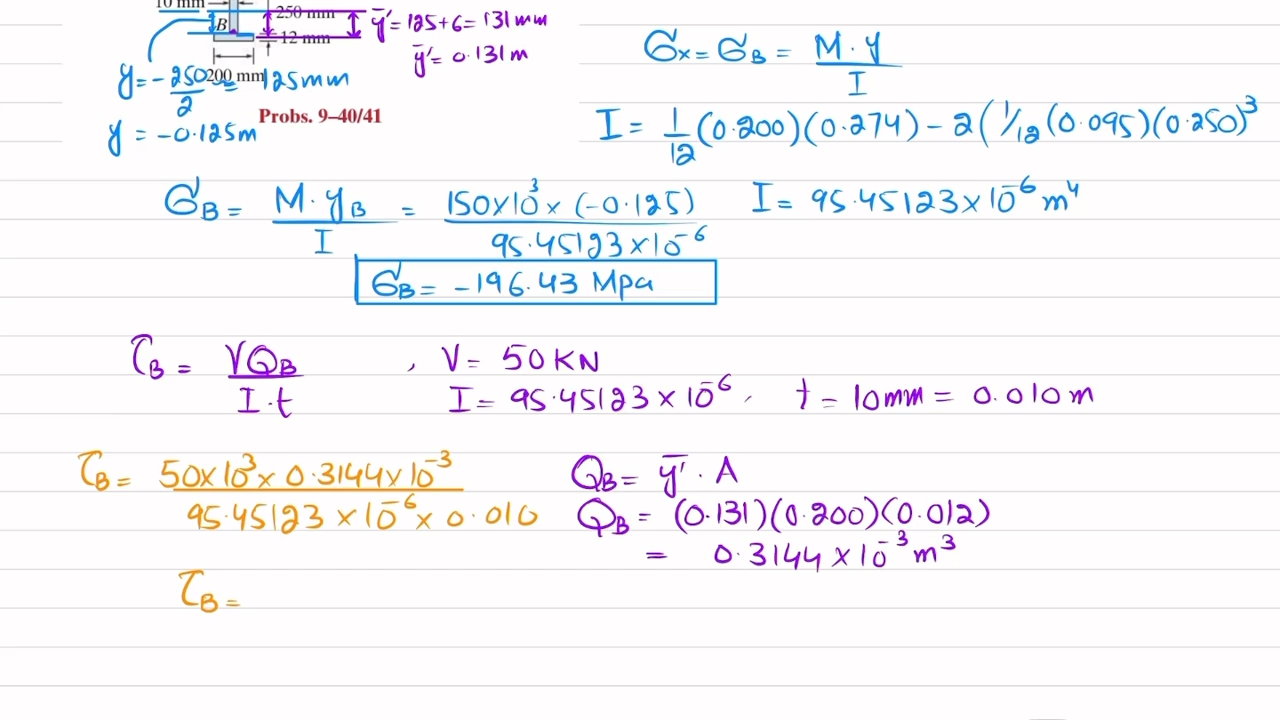 10 mm
250 mm
B
12 mm
200 mm
ȳ' = 125 + 6 = 131 mm
ȳ' = 0.131 m
y = -250/2 = 125 mm
y = -0.125m
Probs. 9–40/41
σx = σB = M·y/I
I = 1/12 (0.200)(0.274) - 2(1/12 (0.095)(0.250)³
σB = M·yB/I = 150×10³×(-0.125)/95.45123×10⁻⁶
I = 95.45123×10⁻⁶ m⁴
σB = -196.43 Mpa
τB = VQB/I·t , V = 50 KN
I = 95.45123×10⁻⁶, t = 10mm = 0.010 m
τB = 50×10³×0.3144×10⁻³/95.45123×10⁻⁶×0.010
QB = ȳ'·A
QB = (0.131)(0.200)(0.012)
= 0.3144×10⁻³ m³
τB =